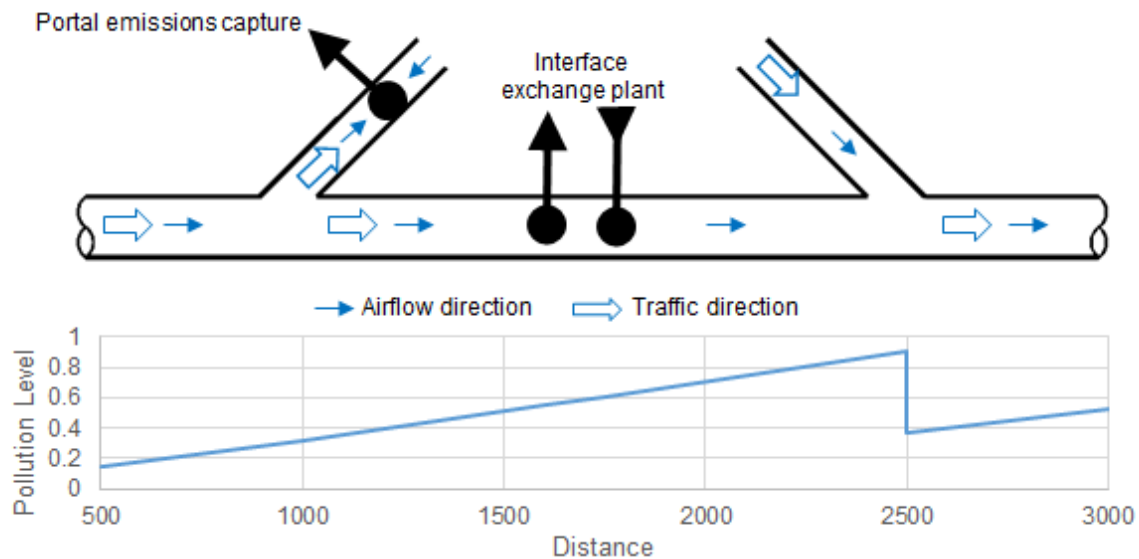 Portal emissions capture
Interface
exchange plant
Airflow direction
Traffic direction
Pollution Level
1
0.8
0.6
0.4
0.2
0
500
1000
1500
2000
2500
3000
Distance